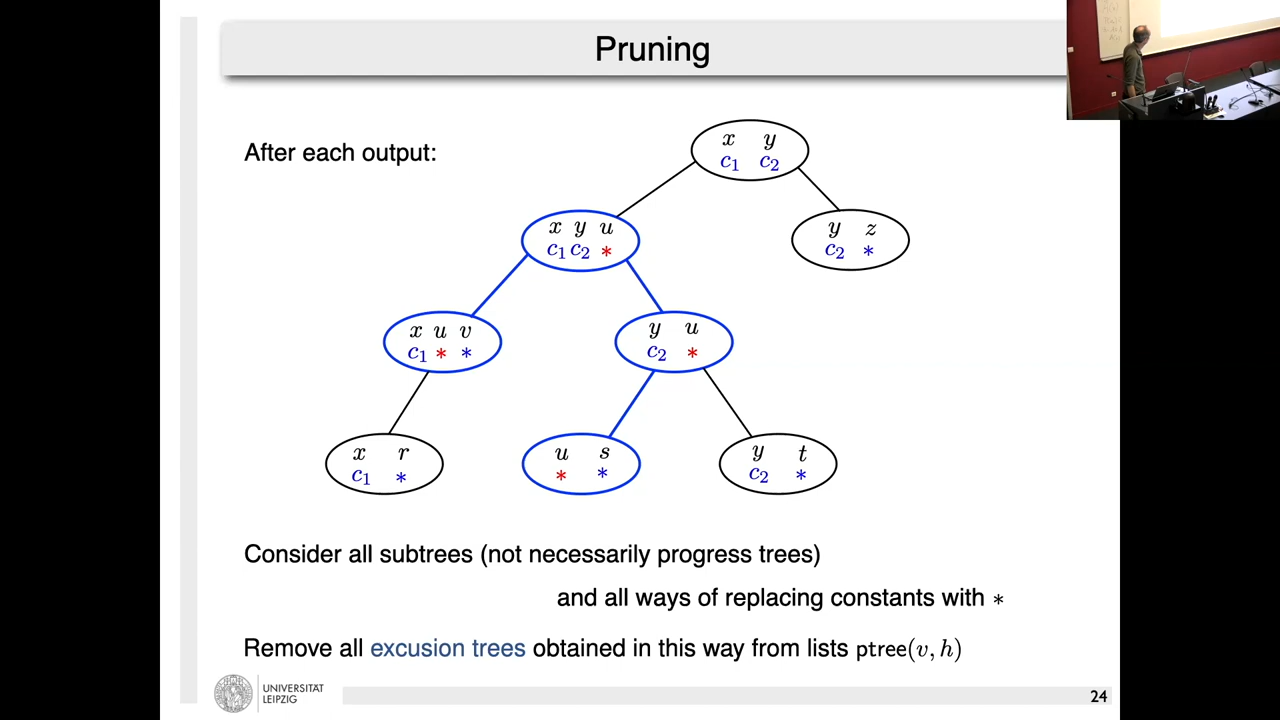 Pruning
After each output:
x y
c₁ c₂
x y u
c₁ c₂ *
y z
c₂ *
x u v
c₁ * *
y u
c₂ *
x r
c₁ *
u s
* *
y t
c₂ *
Consider all subtrees (not necessarily progress trees)
and all ways of replacing constants with *
Remove all excusion trees obtained in this way from lists ptree(v, h)
UNIVERSITÄT
LEIPZIG
24